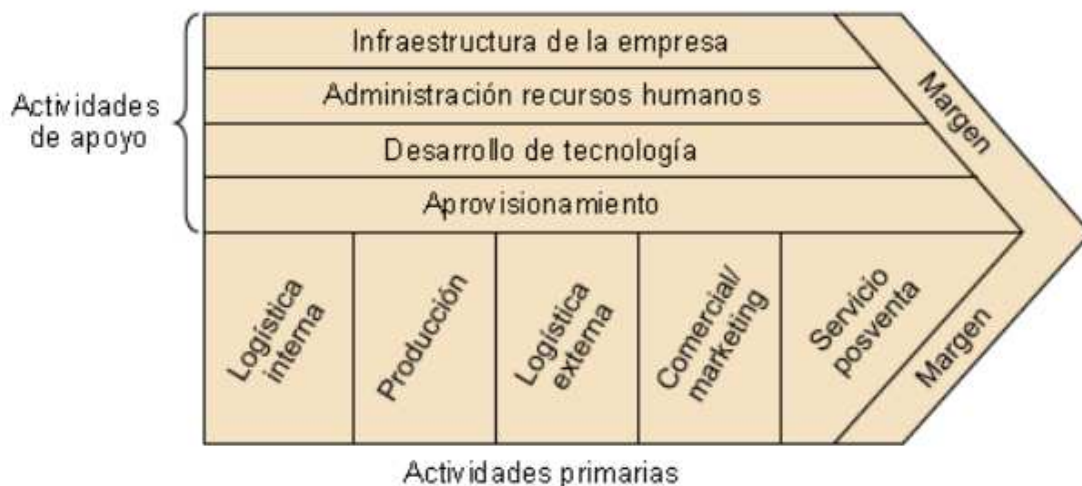 Infraestructura de la empresa
Administración recursos humanos
Desarrollo de tecnología
Aprovisionamiento
Actividades
de apoyo
Margen
Logística
interna
Producción
Logística
externa
Comercial/
marketing
Servicio
posventa
Margen
Actividades primarias